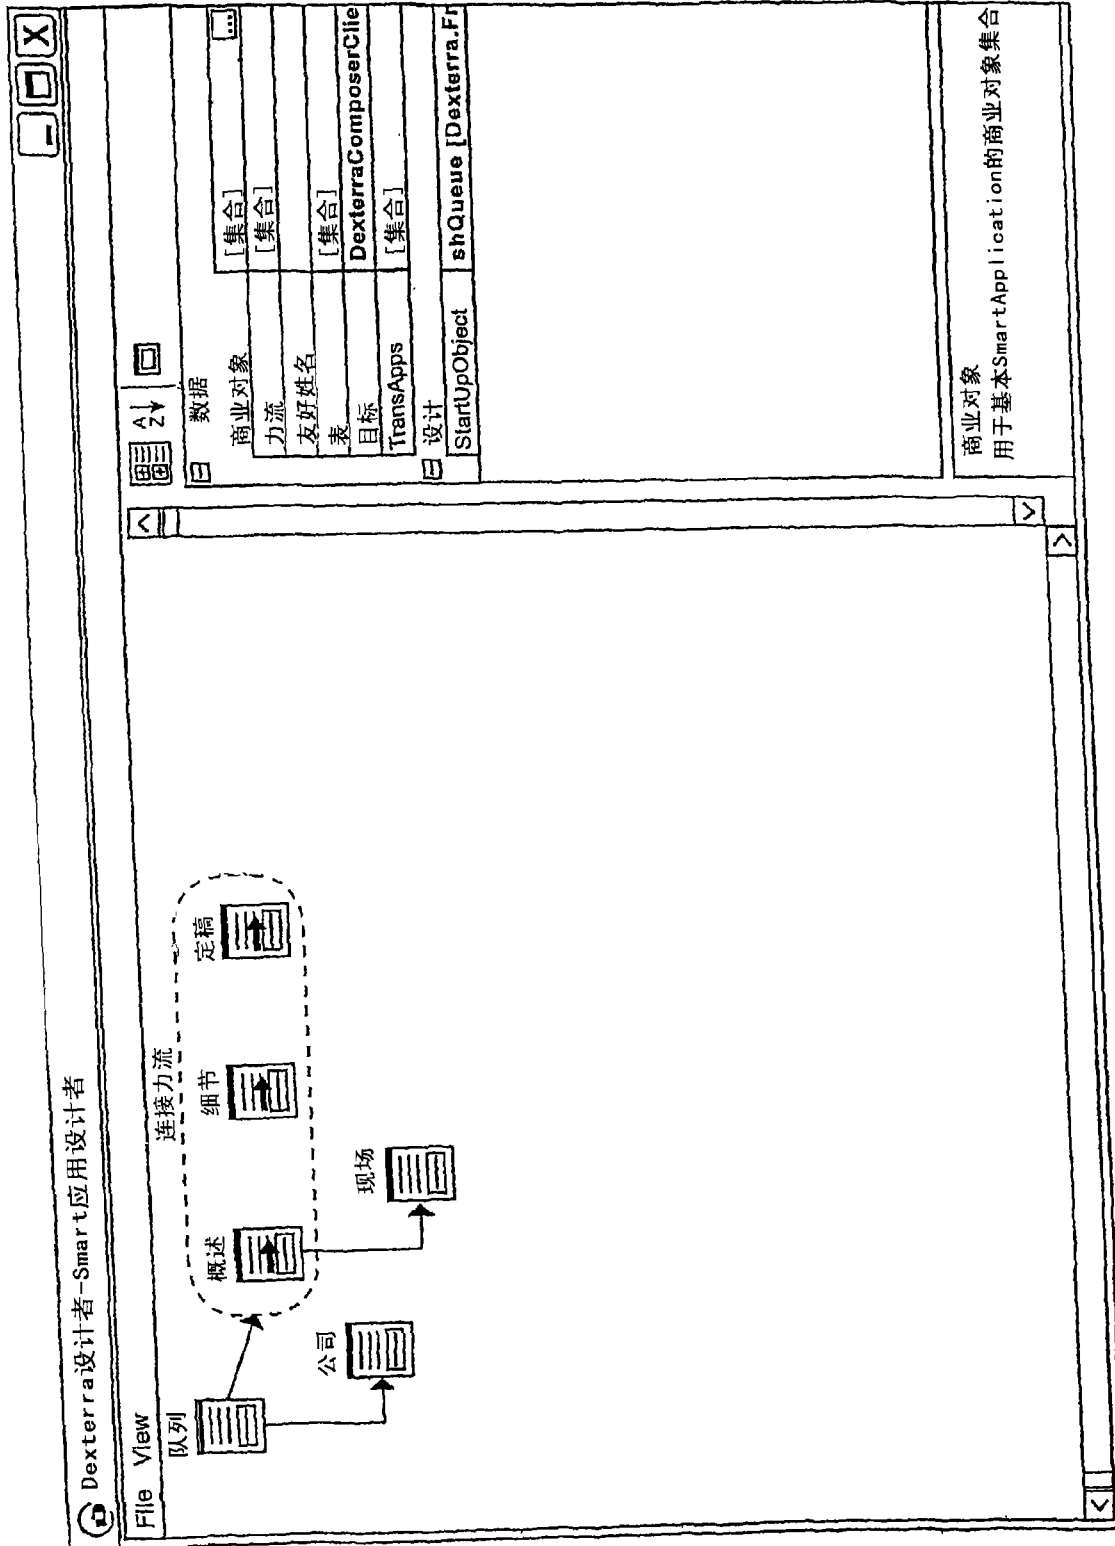 Dexterra设计者-Smart应用设计者
File View
队列
连接力流
概述
细节
定稿
公司
现场
数据
商业对象 [集合] ...
力流 [集合]
友好姓名
表 [集合]
目标 DexterraComposerClie
TransApps [集合]
设计
StartUpObject shQueue [Dexterra.Fr
商业对象
用于基本SmartApplication的商业对象集合